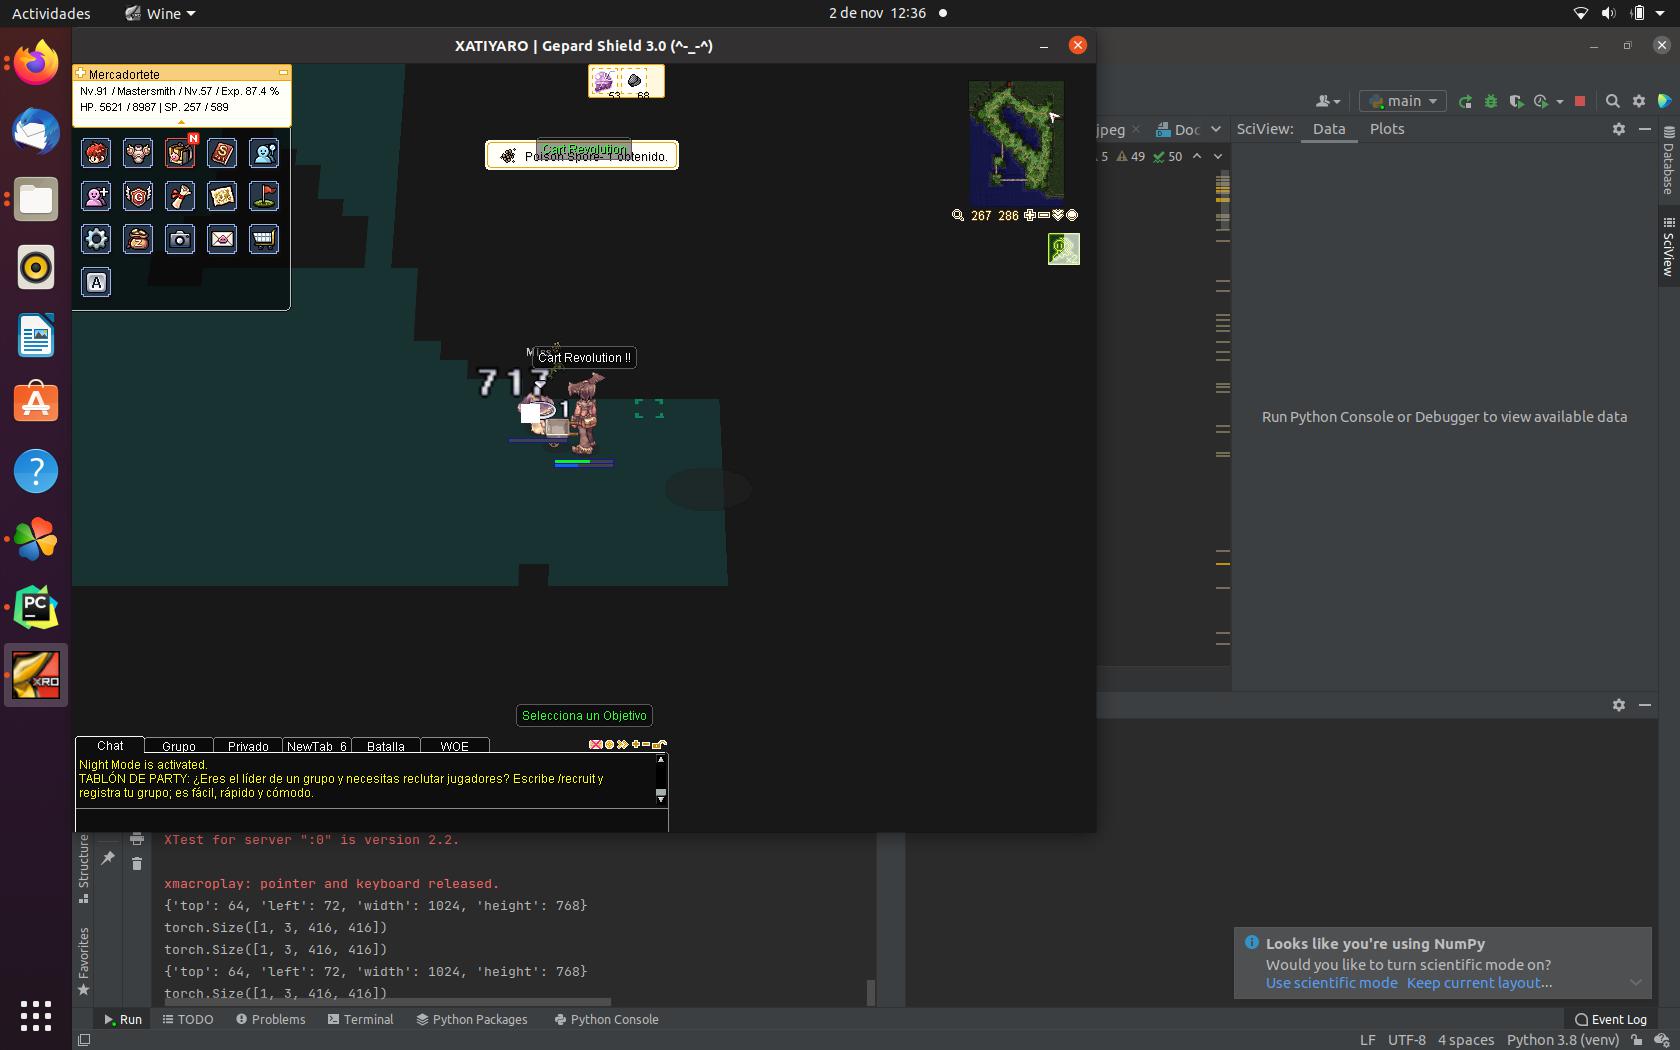 Actividades
Wine
2 de nov 12:36
XATIYARO | Gepard Shield 3.0 (^-_-^)
Mercadortete
Nv.91 / Mastersmith / Nv.57 / Exp. 87.4 %
HP. 5621 / 8987 | SP. 257 / 589
N
A
53
68
Cart Revolution
Poison Spore- 1 obtenido.
267 286
x2
Cart Revolution !!
717
1
Selecciona un Objetivo
Chat
Grupo
Privado
NewTab_6
Batalla
WOE
Night Mode is activated.
TABLÓN DE PARTY: ¿Eres el líder de un grupo y necesitas reclutar jugadores? Escribe /recruit y
registra tu grupo; es fácil, rápido y cómodo.
main
jpeg
Doc
SciView:
Data
Plots
5
49
50
Database
SciView
Run Python Console or Debugger to view available data
PC
XRO
Structure
Favorites
XTest for server ":0" is version 2.2.
xmacroplay: pointer and keyboard released.
{'top': 64, 'left': 72, 'width': 1024, 'height': 768}
torch.Size([1, 3, 416, 416])
torch.Size([1, 3, 416, 416])
{'top': 64, 'left': 72, 'width': 1024, 'height': 768}
torch.Size([1, 3, 416, 416])
Looks like you're using NumPy
Would you like to turn scientific mode on?
Use scientific mode
Keep current layout...
Run
TODO
Problems
Terminal
Python Packages
Python Console
Event Log
LF
UTF-8
4 spaces
Python 3.8 (venv)